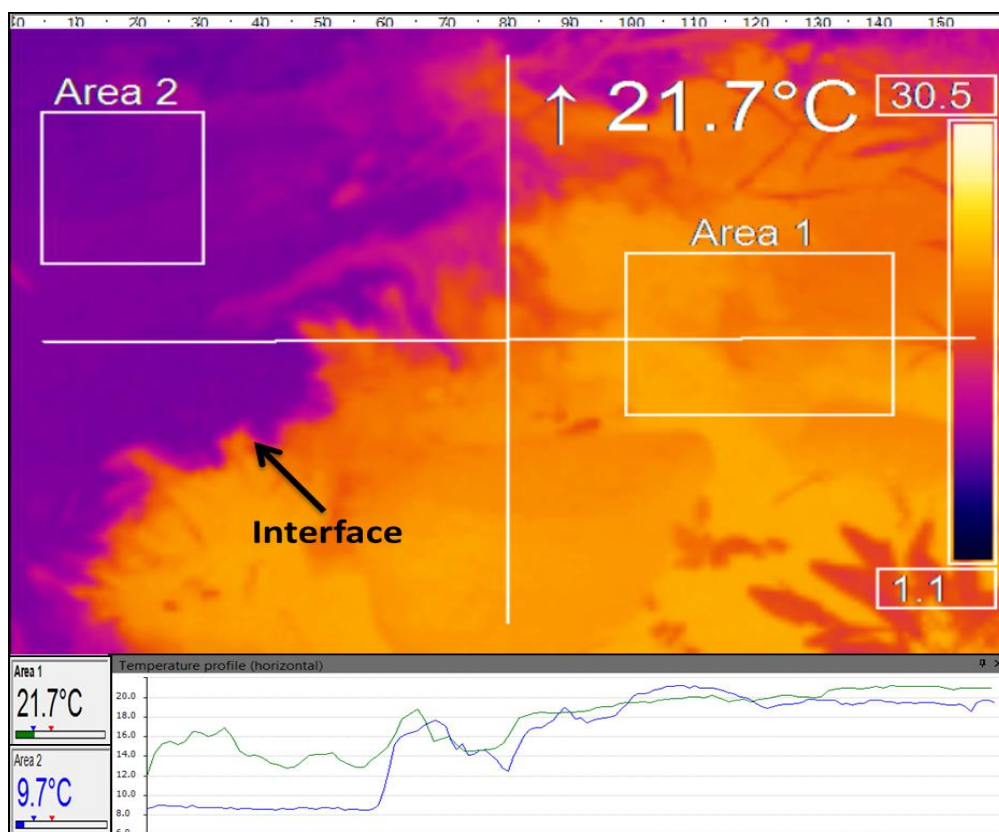 0 10 20 30 40 50 60 70 80 90 100 110 120 130 140 150
Area 2
↑ 21.7°C
30.5
Area 1
Interface
1.1
Area 1
21.7°C
Area 2
9.7°C
Temperature profile (horizontal)
20.0
18.0
16.0
14.0
12.0
10.0
8.0
6.0